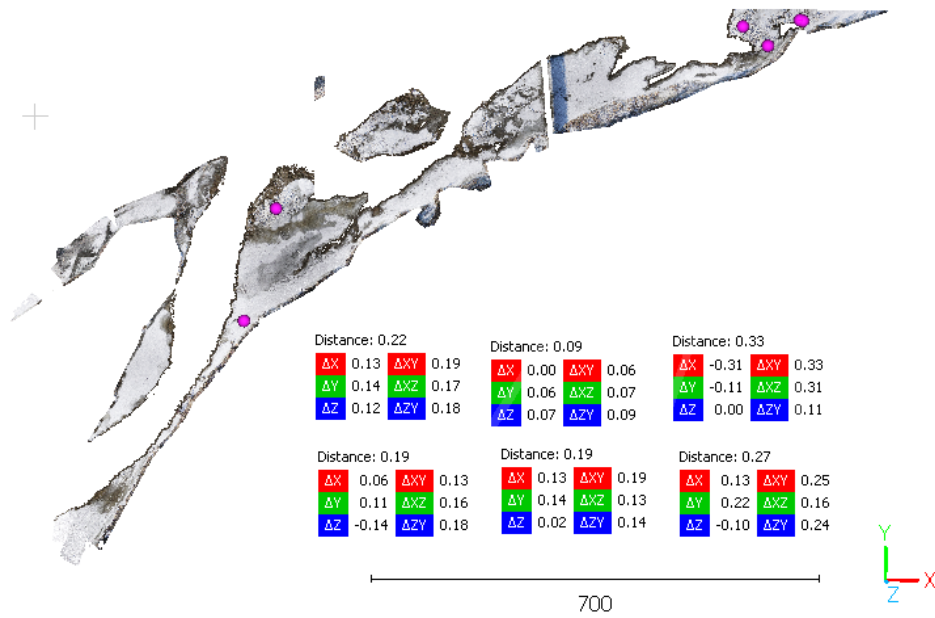 Distance: 0.22
ΔX 0.13 ΔXY 0.19
ΔY 0.14 ΔXZ 0.17
ΔZ 0.12 ΔZY 0.18
Distance: 0.09
ΔX 0.00 ΔXY 0.06
ΔY 0.06 ΔXZ 0.07
ΔZ 0.07 ΔZY 0.09
Distance: 0.33
ΔX -0.31 ΔXY 0.33
ΔY -0.11 ΔXZ 0.31
ΔZ 0.00 ΔZY 0.11
Distance: 0.19
ΔX 0.06 ΔXY 0.13
ΔY 0.11 ΔXZ 0.16
ΔZ -0.14 ΔZY 0.18
Distance: 0.19
ΔX 0.13 ΔXY 0.19
ΔY 0.14 ΔXZ 0.13
ΔZ 0.02 ΔZY 0.14
Distance: 0.27
ΔX 0.13 ΔXY 0.25
ΔY 0.22 ΔXZ 0.16
ΔZ -0.10 ΔZY 0.24
700
Y
X
Z